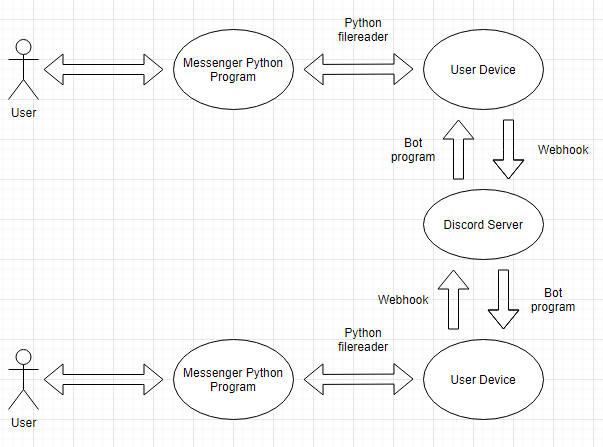 Python
filereader
Messenger Python
Program
User Device
User
Bot
program
Webhook
Discord Server
Webhook
Bot
program
Python
filereader
Messenger Python
Program
User Device
User